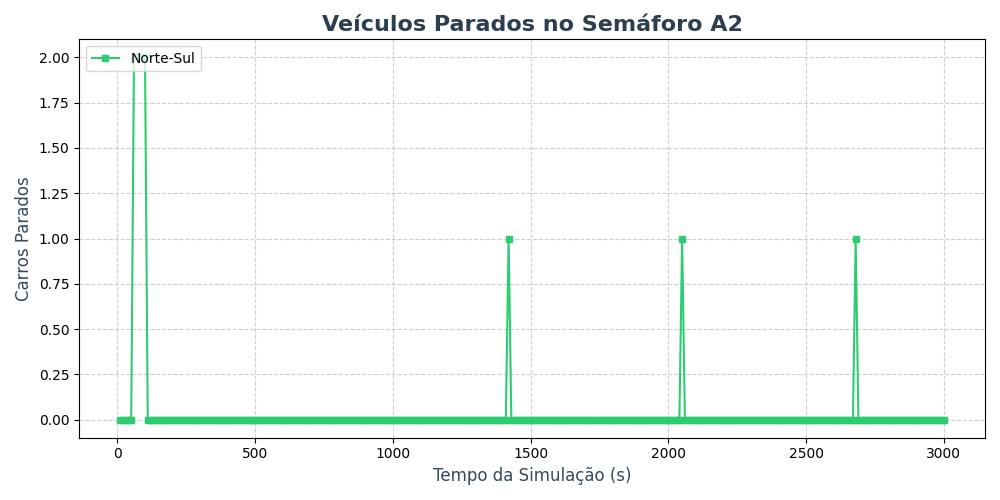 Veículos Parados no Semáforo A2
Norte-Sul
Carros Parados
2.00
1.75
1.50
1.25
1.00
0.75
0.50
0.25
0.00
0 500 1000 1500 2000 2500 3000
Tempo da Simulação (s)